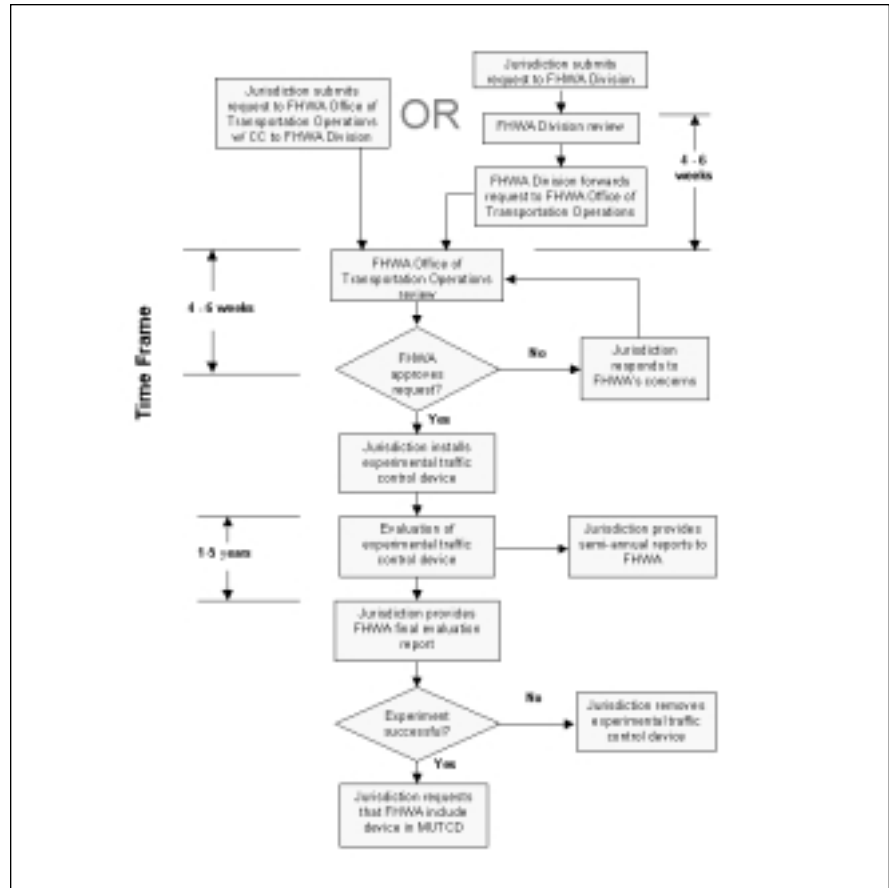 Jurisdiction submits
request to FHWA Office of
Transportation Operations
w/ CC to FHWA Division
OR
Jurisdiction submits
request to FHWA Division
FHWA Division review
4 - 6
weeks
FHWA Division forwards
request to FHWA Office of
Transportation Operations
Time Frame
4 - 6 weeks
FHWA Office of
Transportation Operations
review
FHWA
approves
request?
No
Jurisdiction
responds to
FHWA's concerns
Yes
Jurisdiction installs
experimental traffic
control device
1-5 years
Evaluation of
experimental traffic
control device
Jurisdiction provides
semi-annual reports to
FHWA
Jurisdiction provides
FHWA final evaluation
report
Experiment
successful?
No
Jurisdiction removes
experimental traffic
control device
Yes
Jurisdiction requests
that FHWA include
device in MUTCD